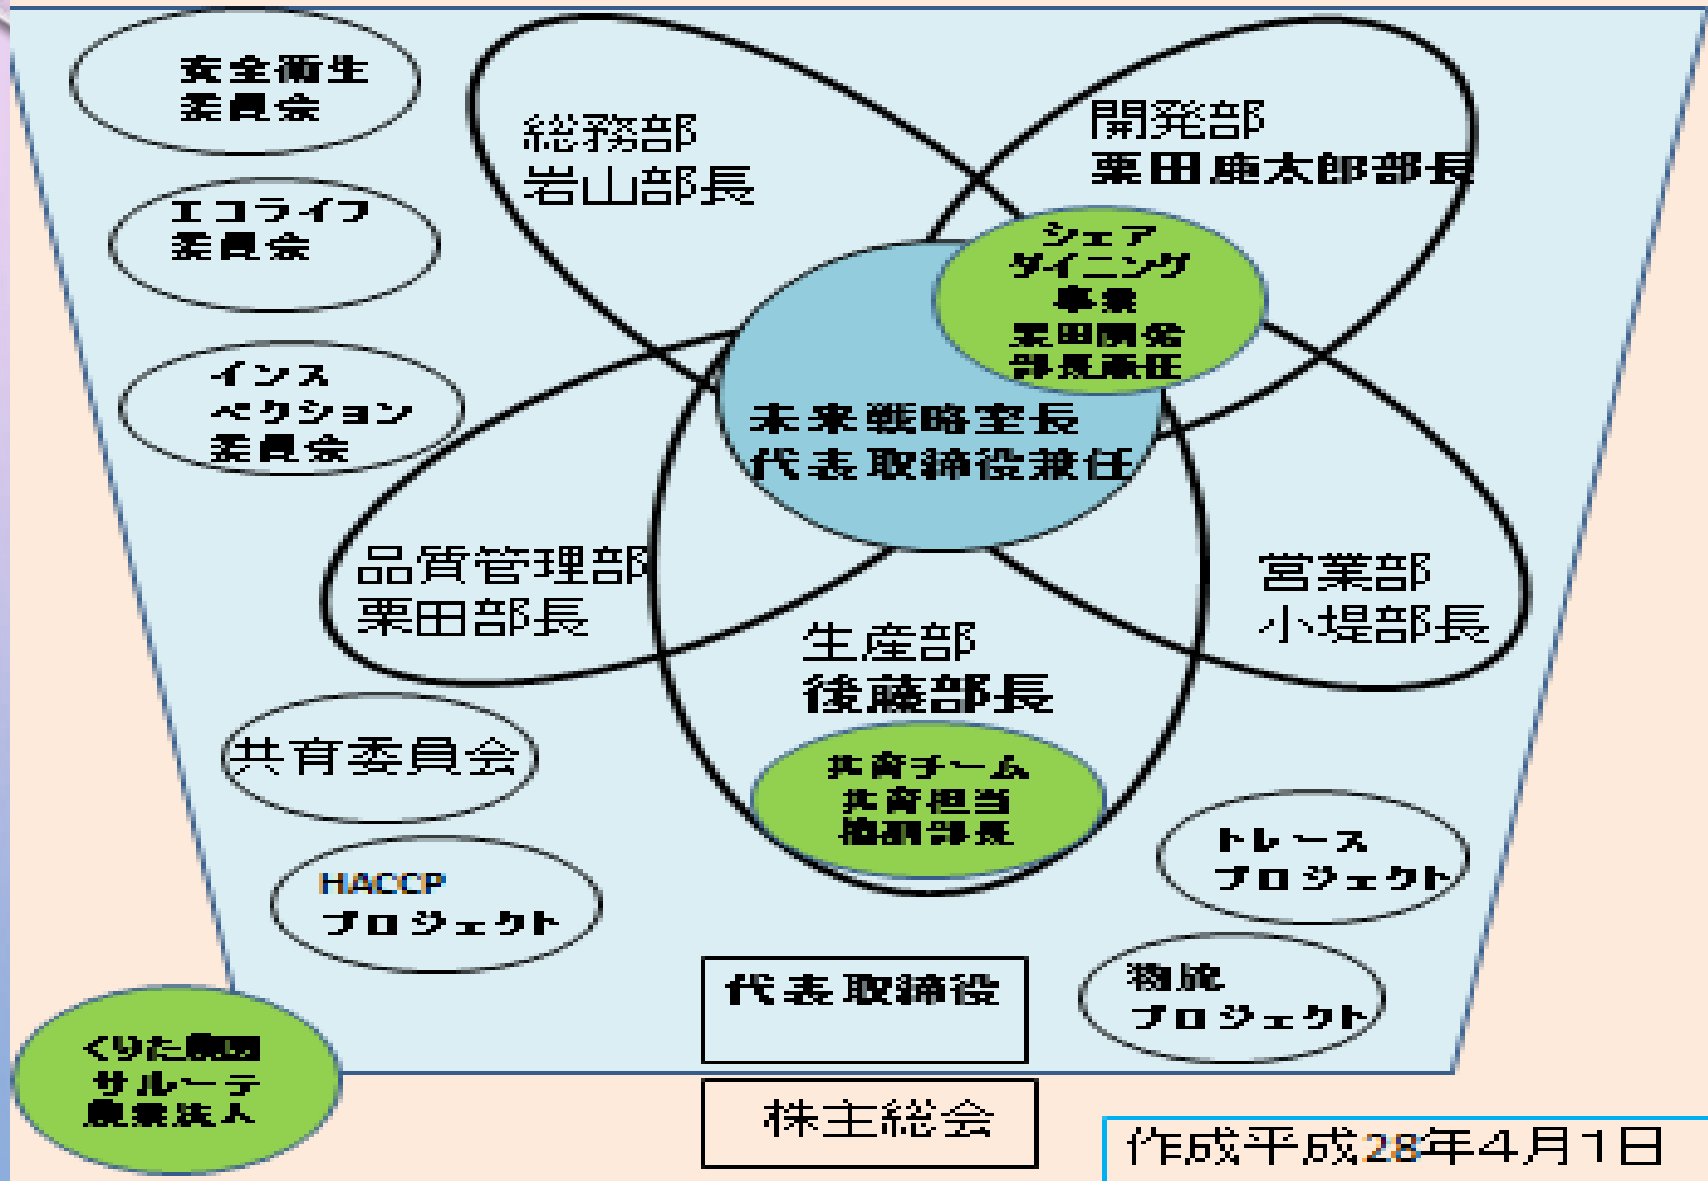 安全衛生
委員会
エコライフ
委員会
インス
ペクション
委員会
総務部
岩山部長
開発部
栗田鹿太郎部長
シェア
ダイニング
事業
栗田開発
部長兼任
未来戦略室長
代表取締役兼任
品質管理部
栗田部長
営業部
小堤部長
生産部
後藤部長
共育チーム
共育担当
部長
共育委員会
HACCP
プロジェクト
トレース
プロジェクト
物流
プロジェクト
代表取締役
くりた農園
サルーテ
農業法人
株主総会
作成平成28年4月1日